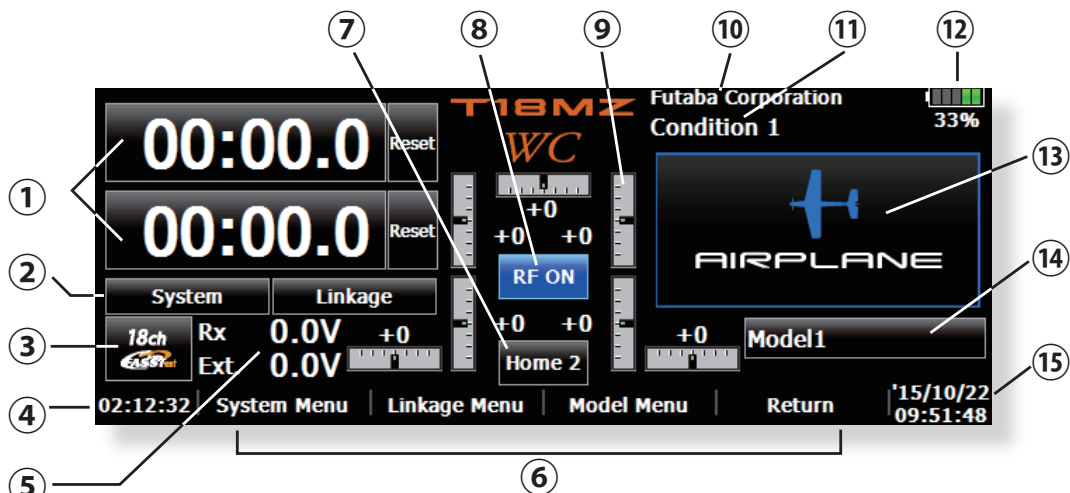 ⑦ ⑧ ⑨ ⑩ ⑪ ⑫
T18MZ
WC
Futaba Corporation
Condition 1
33%
①
00:00.0 Reset
00:00.0 Reset
+0
+0 +0
RF ON
+0 +0
Home 2
⑬
AIRPLANE
②
System Linkage
③
18ch
FASSTest
Rx 0.0V
Ext 0.0V
+0
+0
Model1
⑭
④
02:12:32 System Menu Linkage Menu Model Menu Return '15/10/22
09:51:48
⑮
⑤
⑥